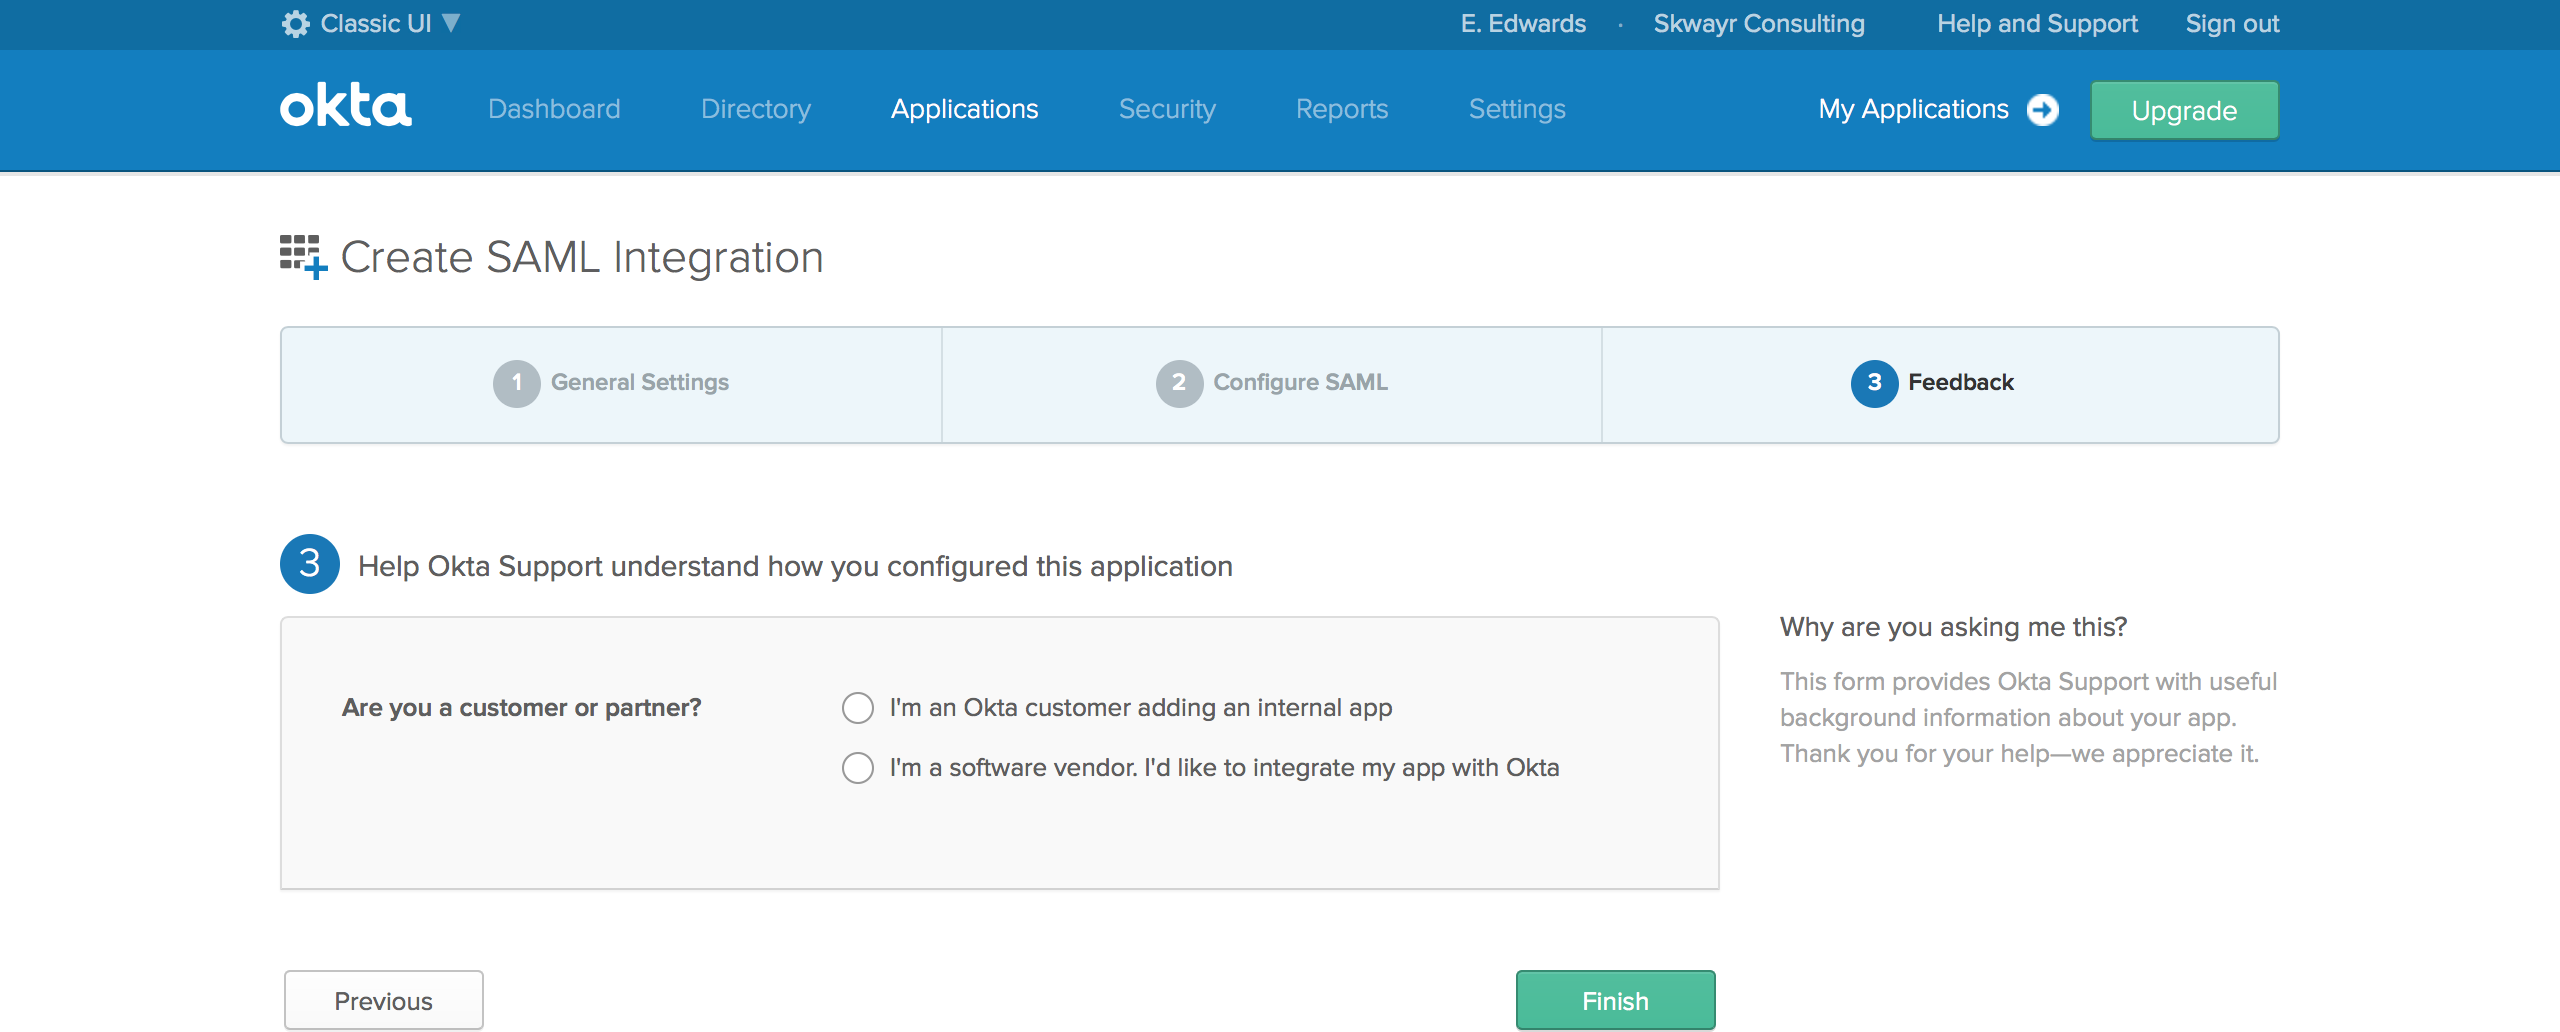 Classic UI
E. Edwards · Skwayr Consulting Help and Support Sign out
okta Dashboard Directory Applications Security Reports Settings My Applications Upgrade
Create SAML Integration
1 General Settings 2 Configure SAML 3 Feedback
3 Help Okta Support understand how you configured this application
Are you a customer or partner?
I'm an Okta customer adding an internal app
I'm a software vendor. I'd like to integrate my app with Okta
Why are you asking me this?
This form provides Okta Support with useful
background information about your app.
Thank you for your help—we appreciate it.
Previous Finish